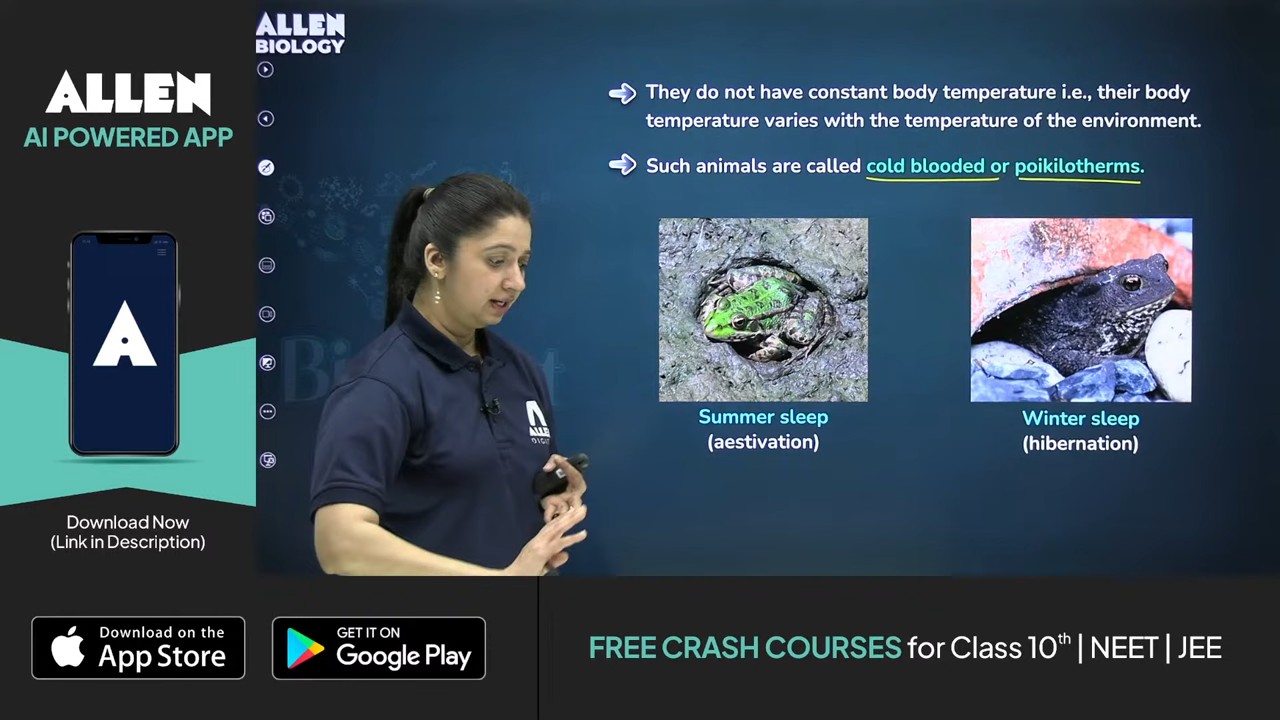 ALLEN
AI POWERED APP
Download Now
(Link in Description)
ALLEN
BIOLOGY
They do not have constant body temperature i.e., their body
temperature varies with the temperature of the environment.
Such animals are called cold blooded or poikilotherms.
Summer sleep
(aestivation)
Winter sleep
(hibernation)
ALLEN
Download on the
App Store
GET IT ON
Google Play
FREE CRASH COURSES for Class 10th | NEET | JEE